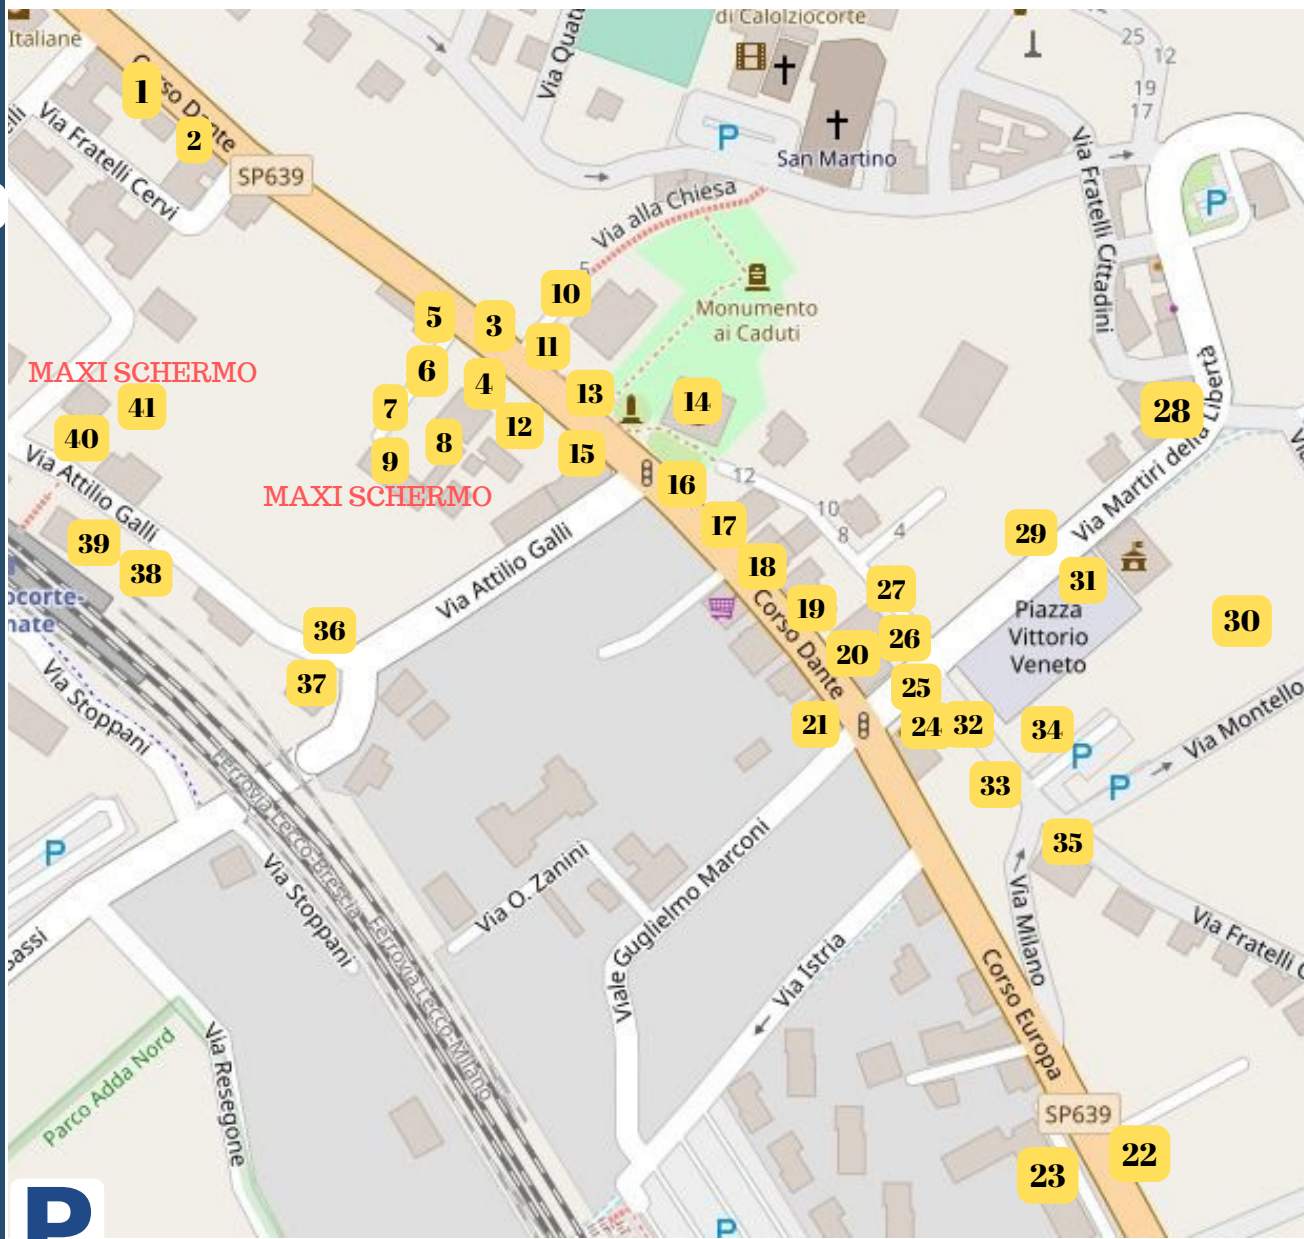 di Calolziocorte
Italiane
25
12
19
17
Via Quatt
1
Corso Dante
2
Via Fratelli Cervi
SP639
P
San Martino
Via Fratelli Cittadini
P
Via alla Chiesa
5
10
Monumento
ai Caduti
5
3
11
6
4
13
14
7
12
8
15
9
MAXI SCHERMO
41
40
Via Attilio Galli
MAXI SCHERMO
28
Via Martiri della Libertà
16
12
10
8
4
17
29
39
38
18
31
27
19
Via Attilio Galli
Corso Dante
Piazza
Vittorio
Veneto
30
ocorte-
nate
36
26
20
37
25
21
24
32
34
P
Via Stoppani
Via Montello
33
P
35
Ferrovia Lecco-Brescia
P
Via Stoppani
Via O. Zanini
Viale Guglielmo Marconi
Via Milano
Via Fratelli C
assi
Ferrovia Lecco-Milano
Via Istria
Corso Europa
Parco Adda Nord
Via Resegone
SP639
22
23
P
P